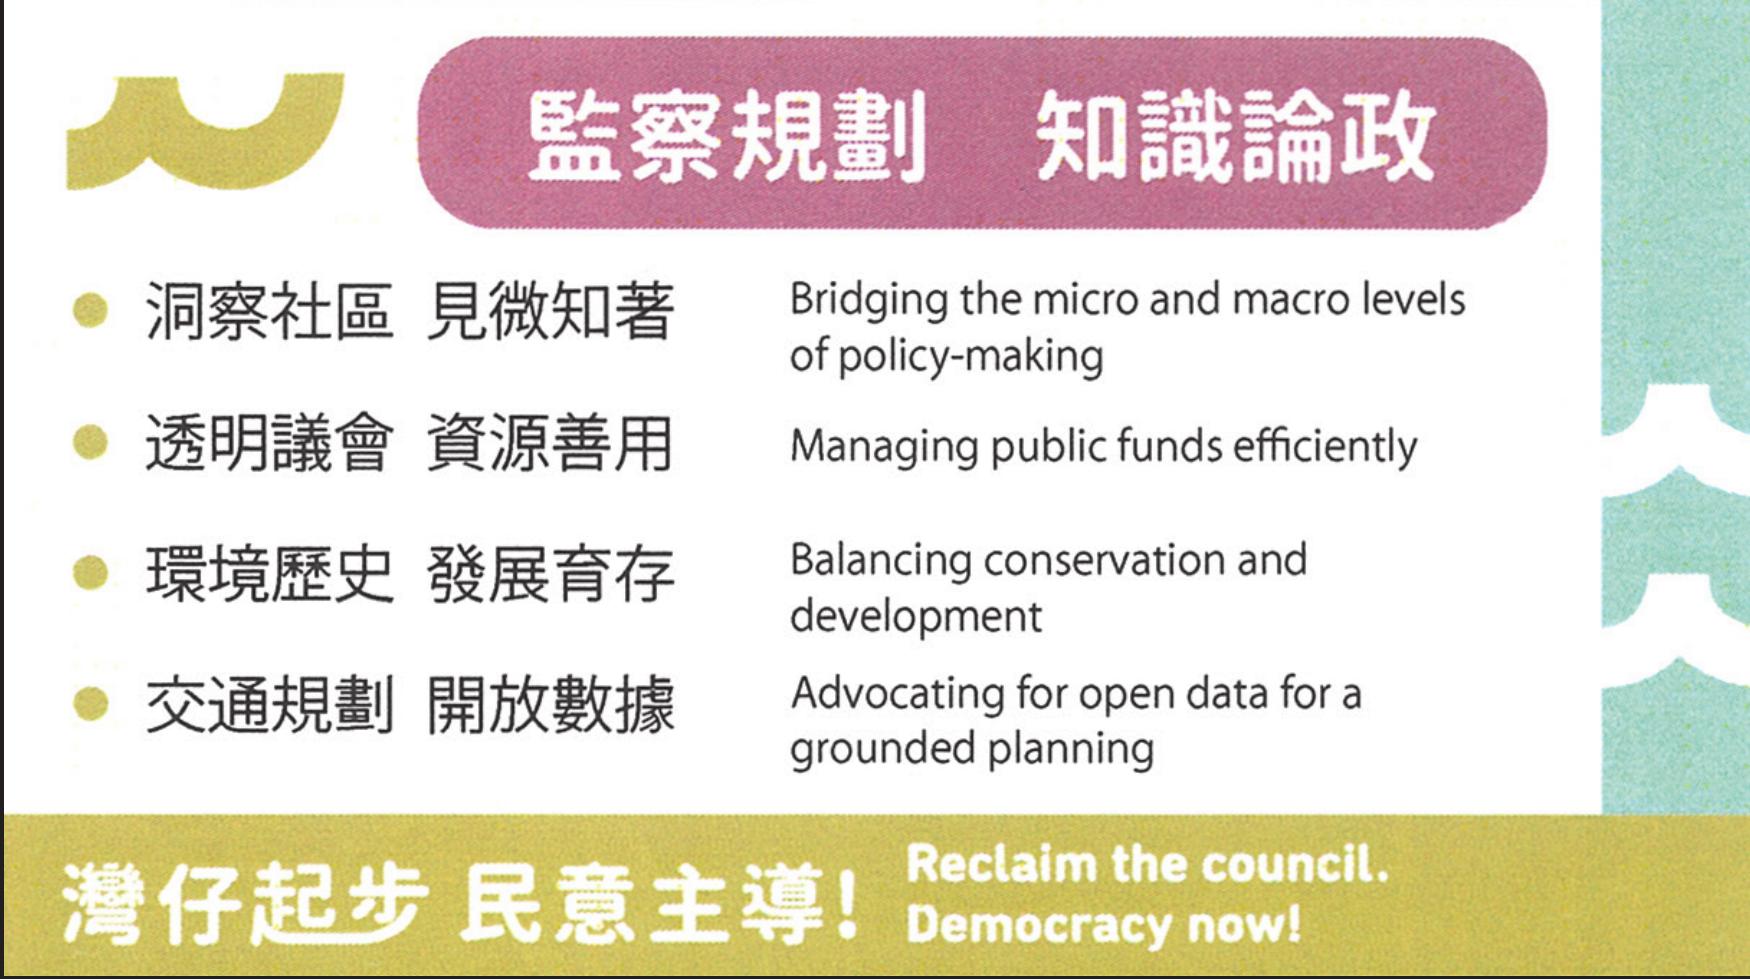 監察規劃　知識論政
洞察社區 見微知著
Bridging the micro and macro levels
of policy-making
透明議會 資源善用
Managing public funds efficiently
環境歷史 發展育存
Balancing conservation and
development
交通規劃 開放數據
Advocating for open data for a
grounded planning
灣仔起步 民意主導!
Reclaim the council.
Democracy now!